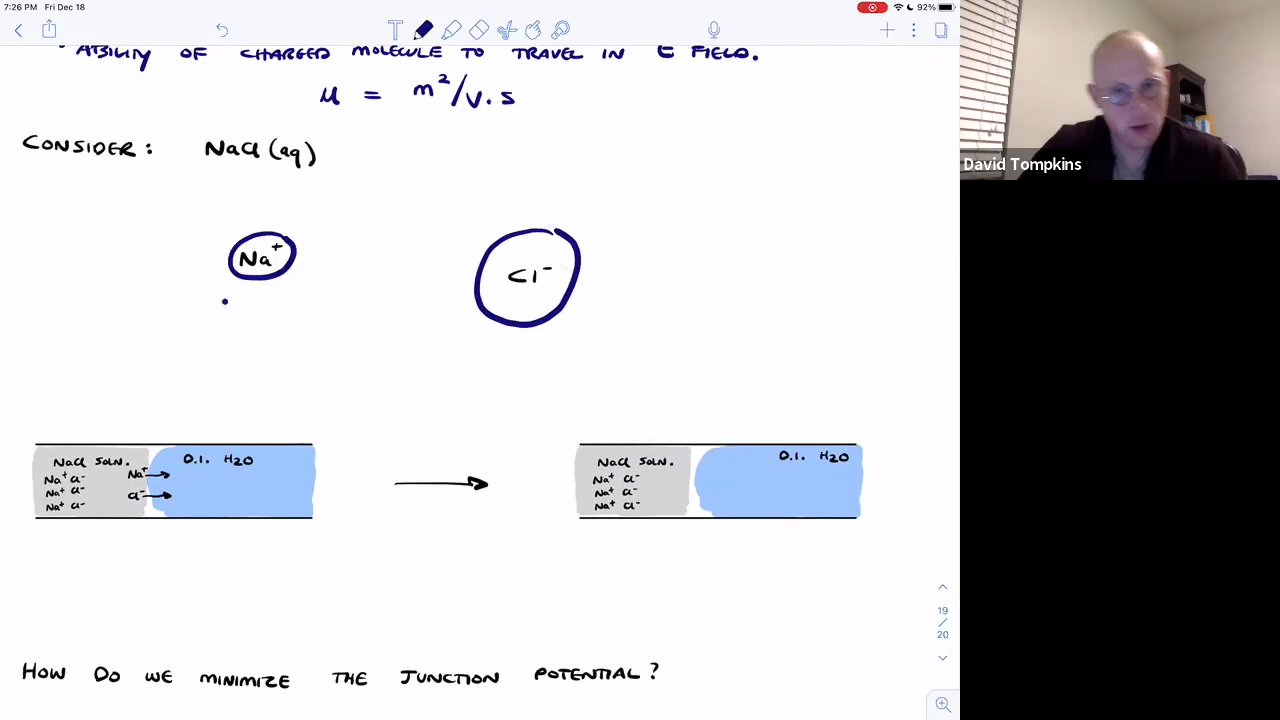 7:26 PM Fri Dec 18
92%
• ABILITY OF CHARGED MOLECULE TO TRAVEL IN E FIELD.
μ = m²/V·s
CONSIDER: NaCl (aq)
David Tompkins
Na⁺
Cl⁻
NaCl SOLN.
Na⁺ Cl⁻
Na⁺ Cl⁻
Na⁺ Cl⁻
Na⁺
Cl⁻
D.I. H2O
NaCl SOLN.
Na⁺ Cl⁻
Na⁺ Cl⁻
Na⁺ Cl⁻
D.I. H2O
19
/
20
HOW DO WE MINIMIZE THE JUNCTION POTENTIAL?